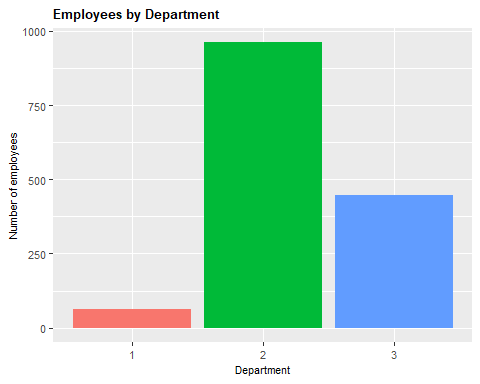 Employees by Department
Number of employees
1000
750
500
250
0
1 2 3
Department